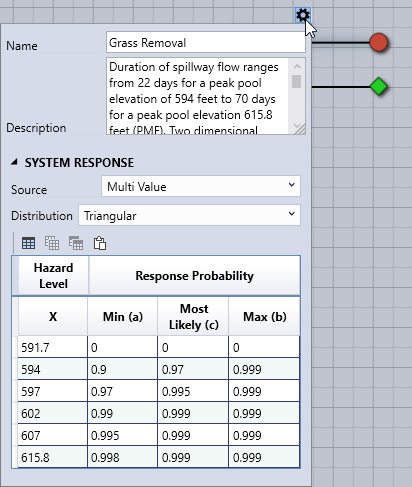 Name
Grass Removal
Duration of spillway flow ranges
from 22 days for a peak pool
elevation of 594 feet to 70 days
for a peak pool elevation 615.8
feet (PMF). Two dimensional
Description
SYSTEM RESPONSE
Source Multi Value
Distribution Triangular
Hazard Level Response Probability
X Min (a) Most Likely (c) Max (b)
591.7 0 0 0
594 0.9 0.97 0.999
597 0.97 0.995 0.999
602 0.99 0.999 0.999
607 0.995 0.999 0.999
615.8 0.998 0.999 0.999